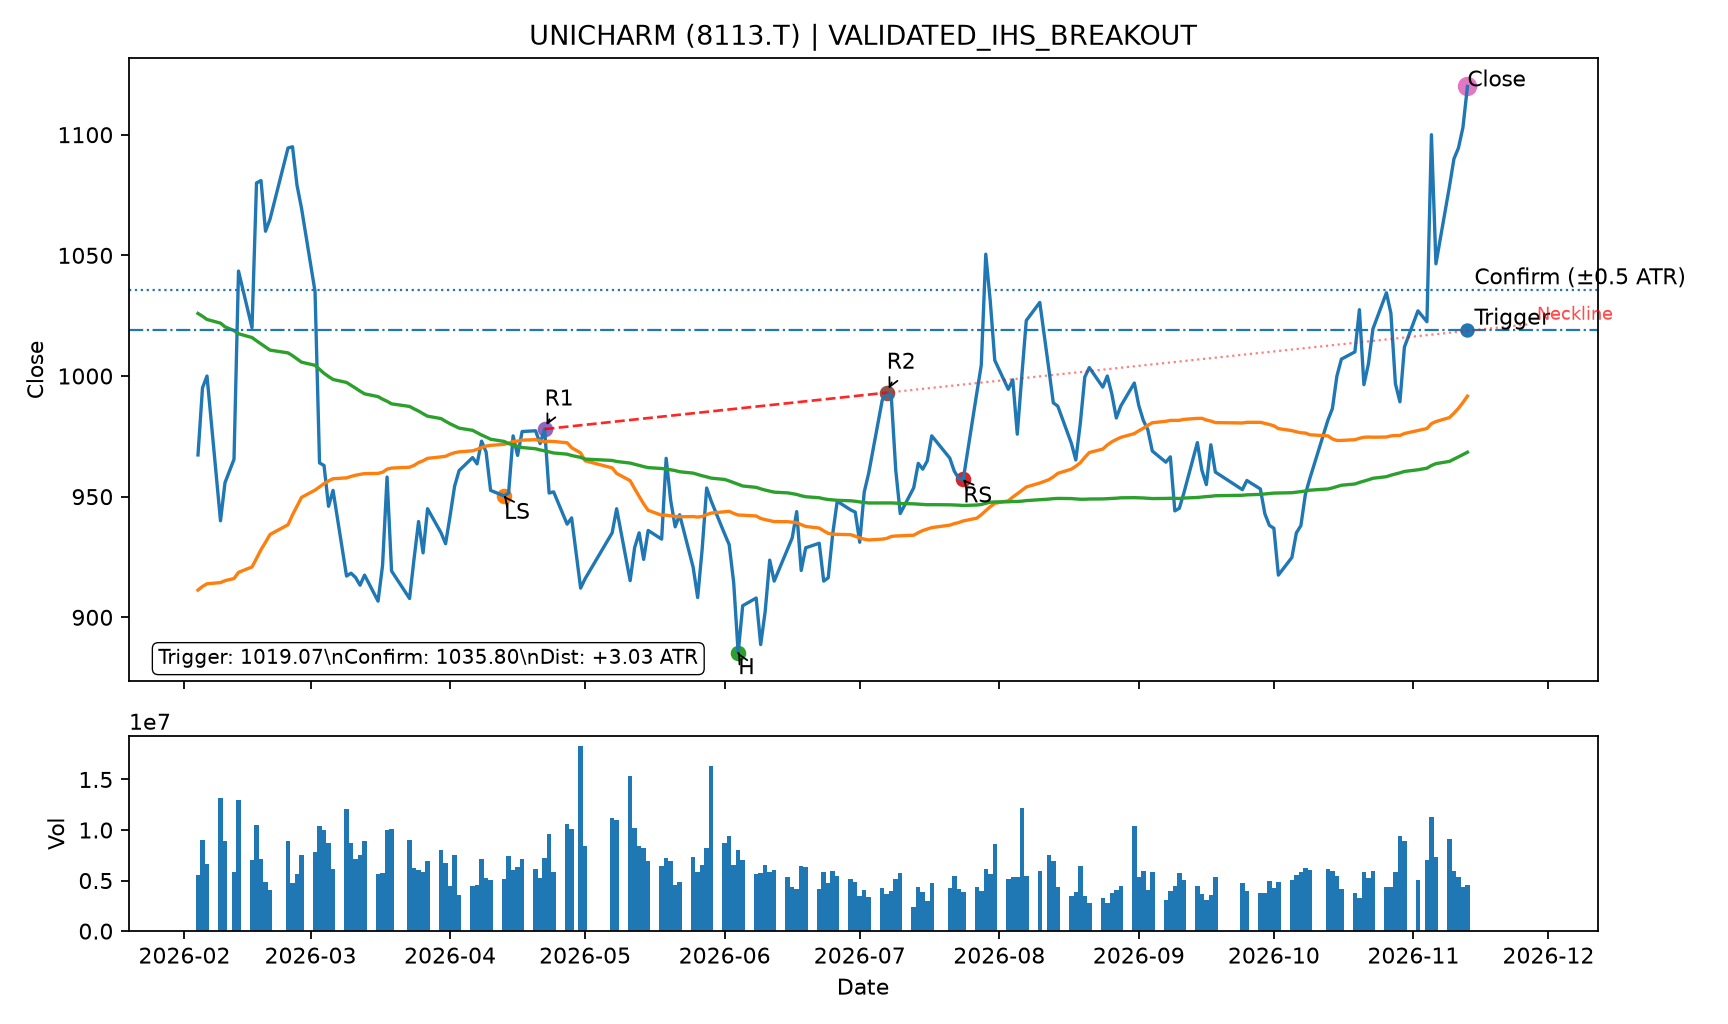 UNICHARM (8113.T) | VALIDATED_IHS_BREAKOUT
Close
1100
1050
1000
950
900
Close
Confirm (±0.5 ATR)
Trigger
Neckline
R1
R2
LS
RS
H
Trigger: 1019.07\nConfirm: 1035.80\nDist: +3.03 ATR
1e7
Vol
1.5
1.0
0.5
0.0
2026-02 2026-03 2026-04 2026-05 2026-06 2026-07 2026-08 2026-09 2026-10 2026-11 2026-12
Date